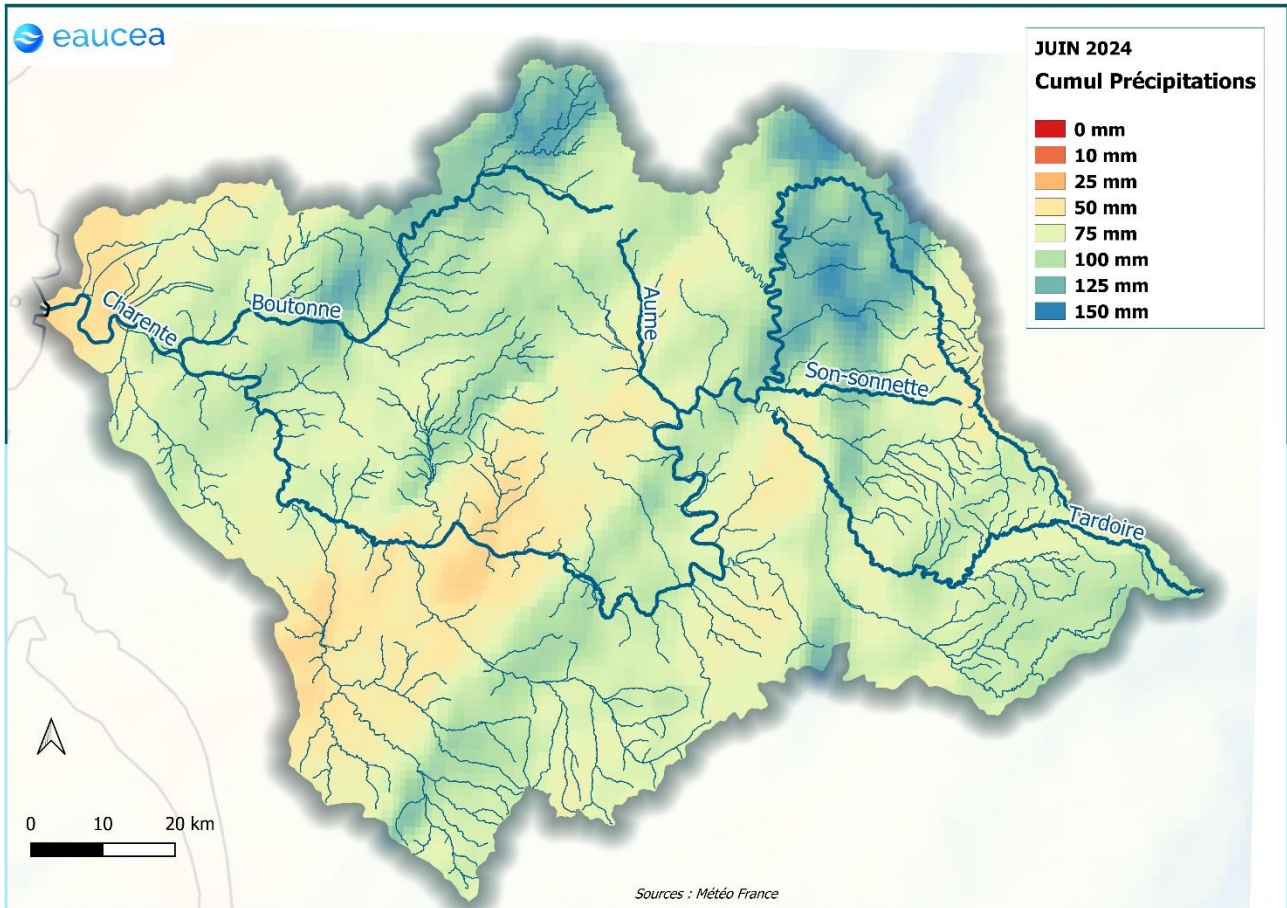 eaucea
JUIN 2024
Cumul Précipitations
0 mm
10 mm
25 mm
50 mm
75 mm
100 mm
125 mm
150 mm
Charente
Boutonne
Aume
Son-sonnette
Tardoire
0 10 20 km
Sources : Météo France